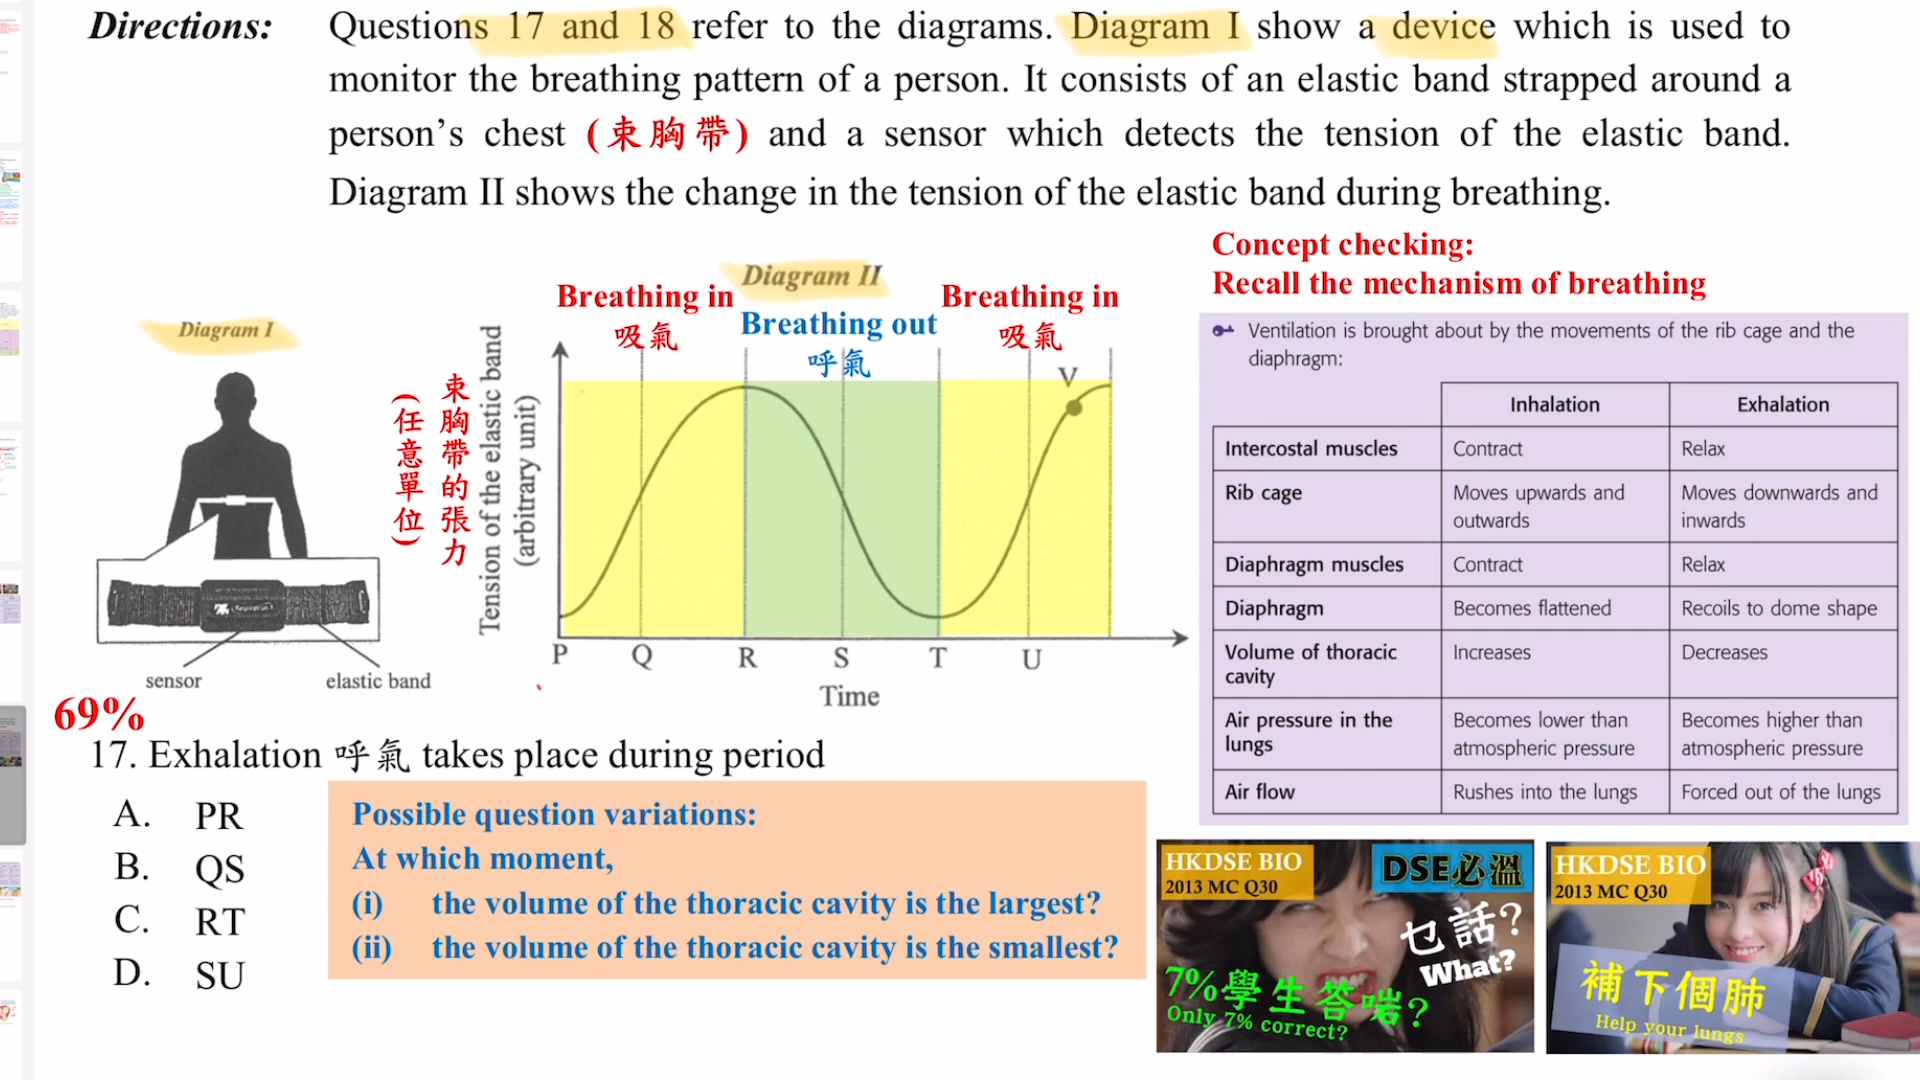 Directions: Questions 17 and 18 refer to the diagrams. Diagram I show a device which is used to
monitor the breathing pattern of a person. It consists of an elastic band strapped around a
person's chest (束胸帶) and a sensor which detects the tension of the elastic band.
Diagram II shows the change in the tension of the elastic band during breathing.
Diagram I
sensor
elastic band
Diagram II
Breathing in
吸氣
Breathing out
呼氣
Breathing in
吸氣
束胸帶的張力
(任意單位)
Tension of the elastic band
(arbitrary unit)
V
P Q R S T U
Time
Concept checking:
Recall the mechanism of breathing
Ventilation is brought about by the movements of the rib cage and the
diaphragm:
Inhalation Exhalation
Intercostal muscles Contract Relax
Rib cage Moves upwards and outwards Moves downwards and inwards
Diaphragm muscles Contract Relax
Diaphragm Becomes flattened Recoils to dome shape
Volume of thoracic cavity Increases Decreases
Air pressure in the lungs Becomes lower than atmospheric pressure Becomes higher than atmospheric pressure
Air flow Rushes into the lungs Forced out of the lungs
69%
17. Exhalation 呼氣 takes place during period
A. PR
B. QS
C. RT
D. SU
Possible question variations:
At which moment,
(i) the volume of the thoracic cavity is the largest?
(ii) the volume of the thoracic cavity is the smallest?
HKDSE BIO
2013 MC Q30
DSE必溫
乜話?
What?
7%學生答啱?
Only 7% correct?
HKDSE BIO
2013 MC Q30
補下個肺
Help your lungs